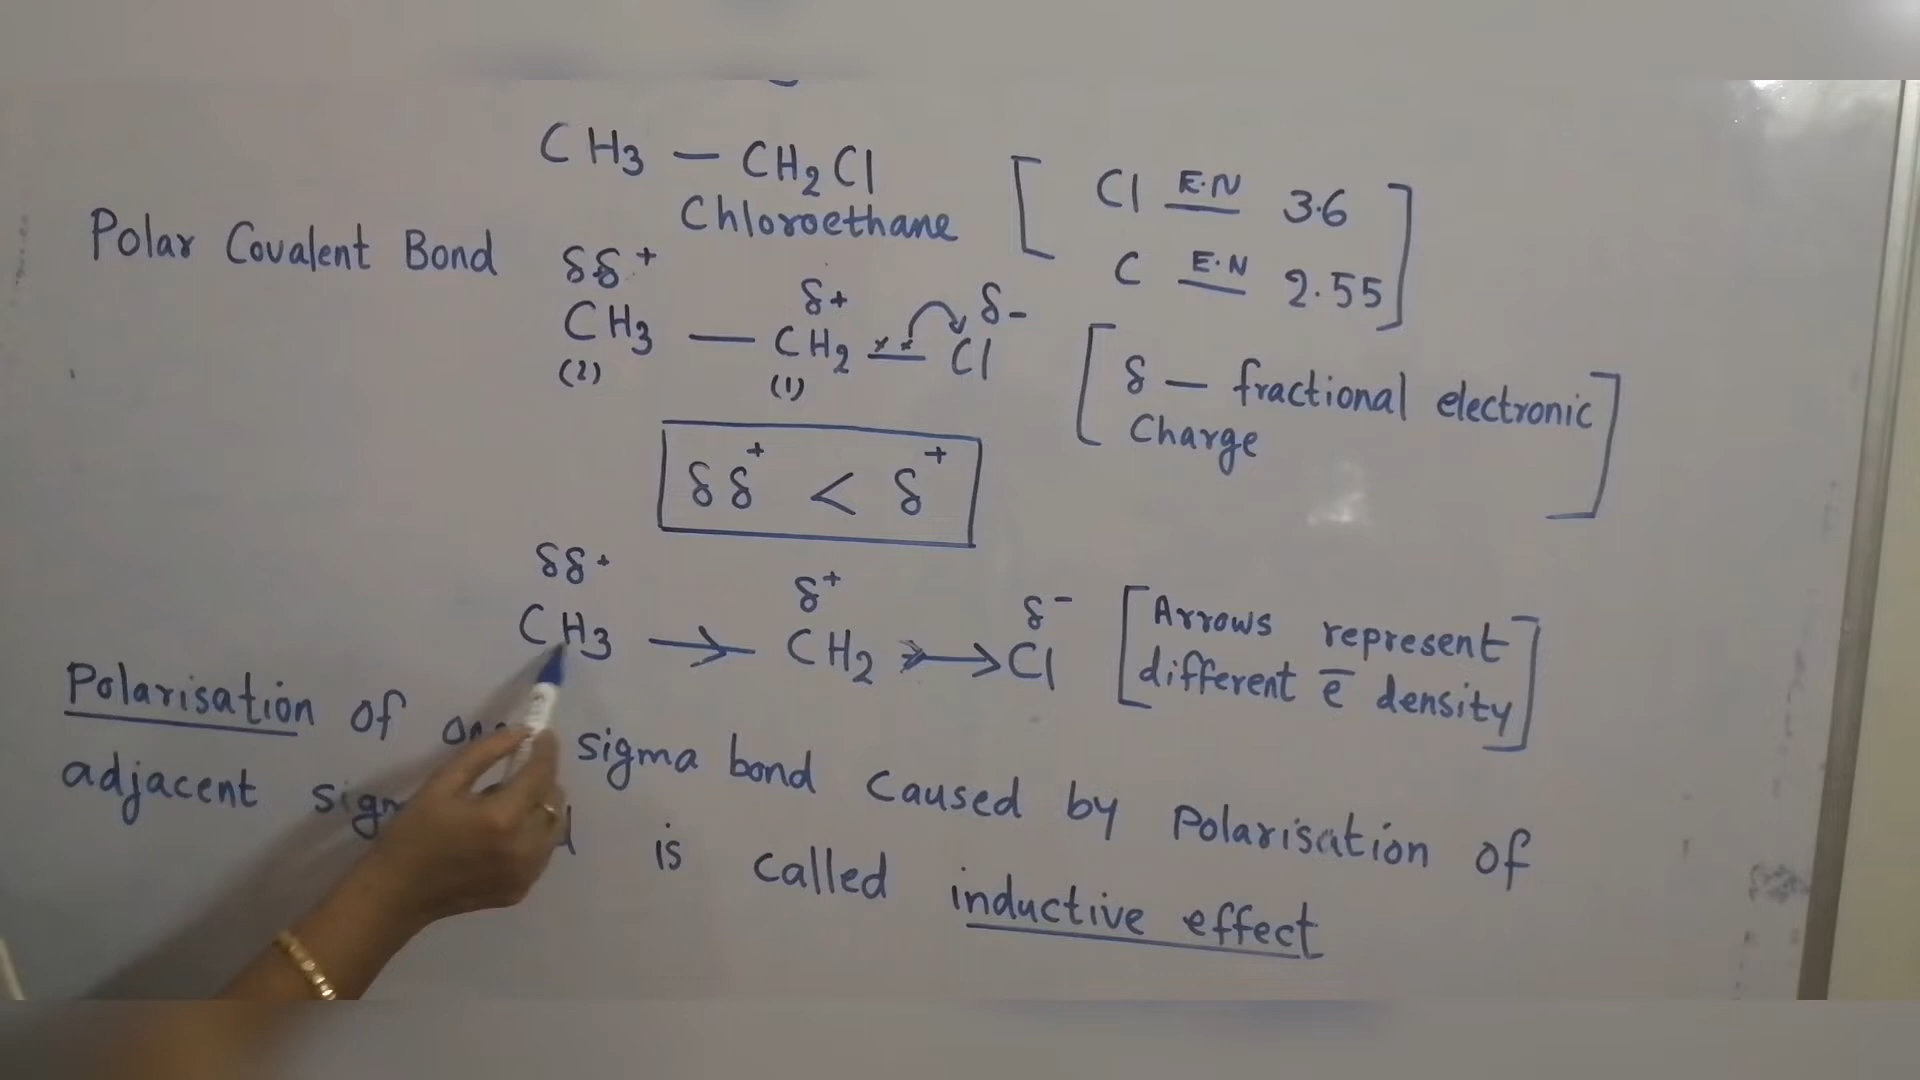 CH3 — CH2Cl
Chloroethane
[ Cl E.N 3.6
C E.N 2.55 ]
Polar Covalent Bond
δδ+ δ+ δ-
CH3 — CH2 — Cl
(2) (1)
[ δ — fractional electronic
Charge ]
δδ+ < δ+
δδ+ δ+ δ-
CH3 → CH2 → Cl
[ Arrows represent
different e̅ density ]
Polarisation of sigma bond caused by Polarisation of
adjacent is called inductive effect